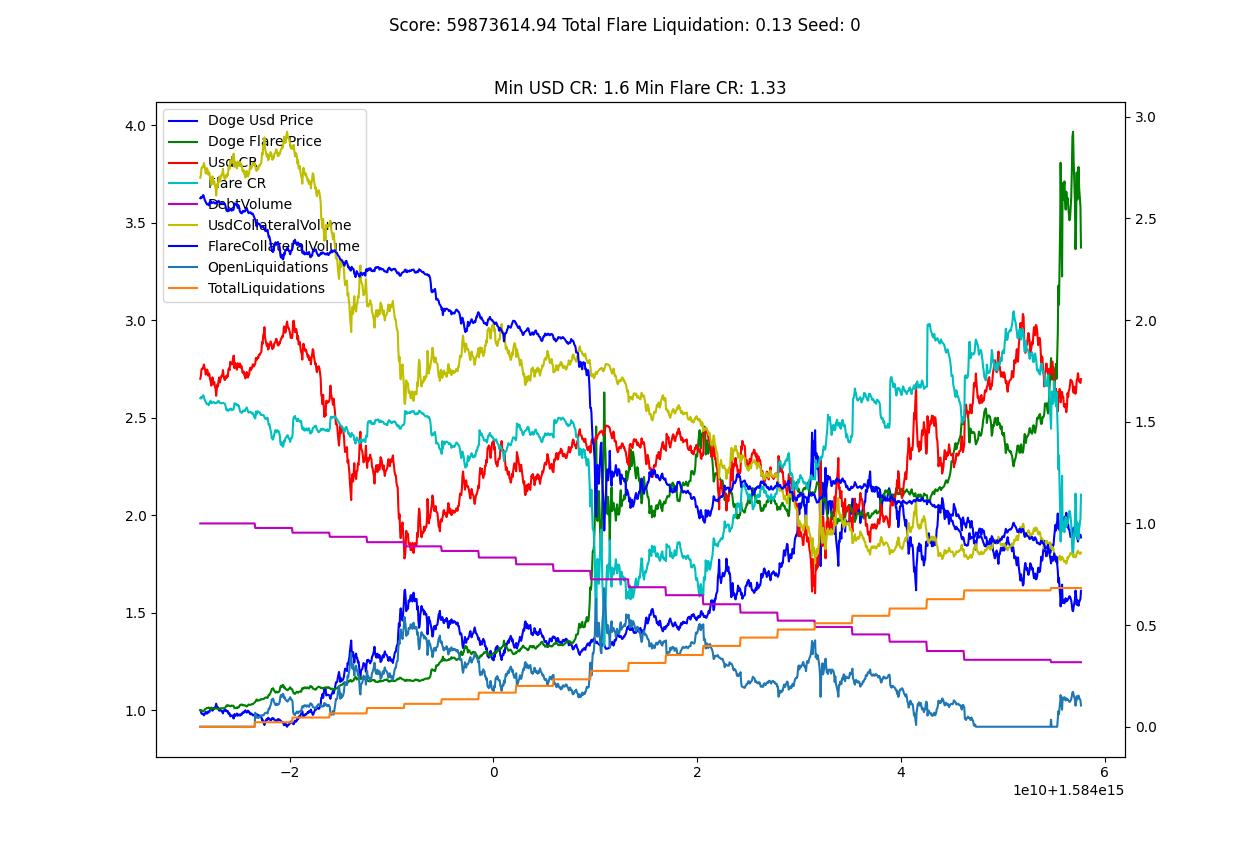 Score: 59873614.94 Total Flare Liquidation: 0.13 Seed: 0
Min USD CR: 1.6 Min Flare CR: 1.33
Doge Usd Price
Doge Flare Price
Usd CR
Flare CR
DebtVolume
UsdCollateralVolume
FlareCollateralVolume
OpenLiquidations
TotalLiquidations
4.0
3.5
3.0
2.5
2.0
1.5
1.0
3.0
2.5
2.0
1.5
1.0
0.5
0.0
−2 0 2 4 6
1e10+1.584e15